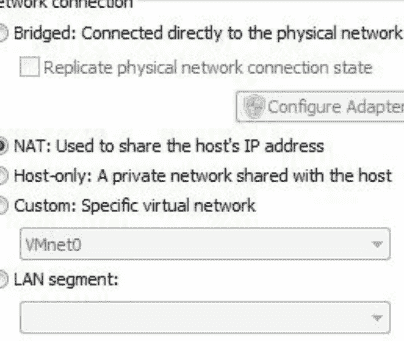 Network connection
Bridged: Connected directly to the physical network
Replicate physical network connection state
Configure Adapter
NAT: Used to share the host's IP address
Host-only: A private network shared with the host
Custom: Specific virtual network
VMnet0
LAN segment: